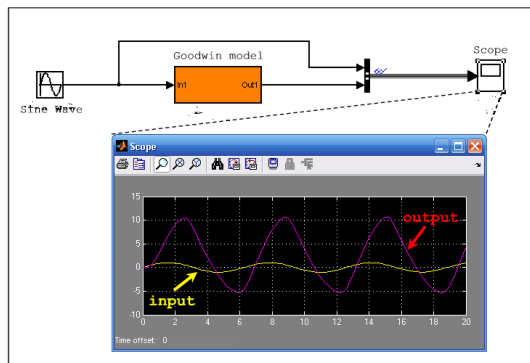 Goodwin model
Scope
In1
Out1
Sine Wave
Scope
output
input
15
10
5
0
-5
-10
0 2 4 6 8 10 12 14 16 18 20
Time offset: 0